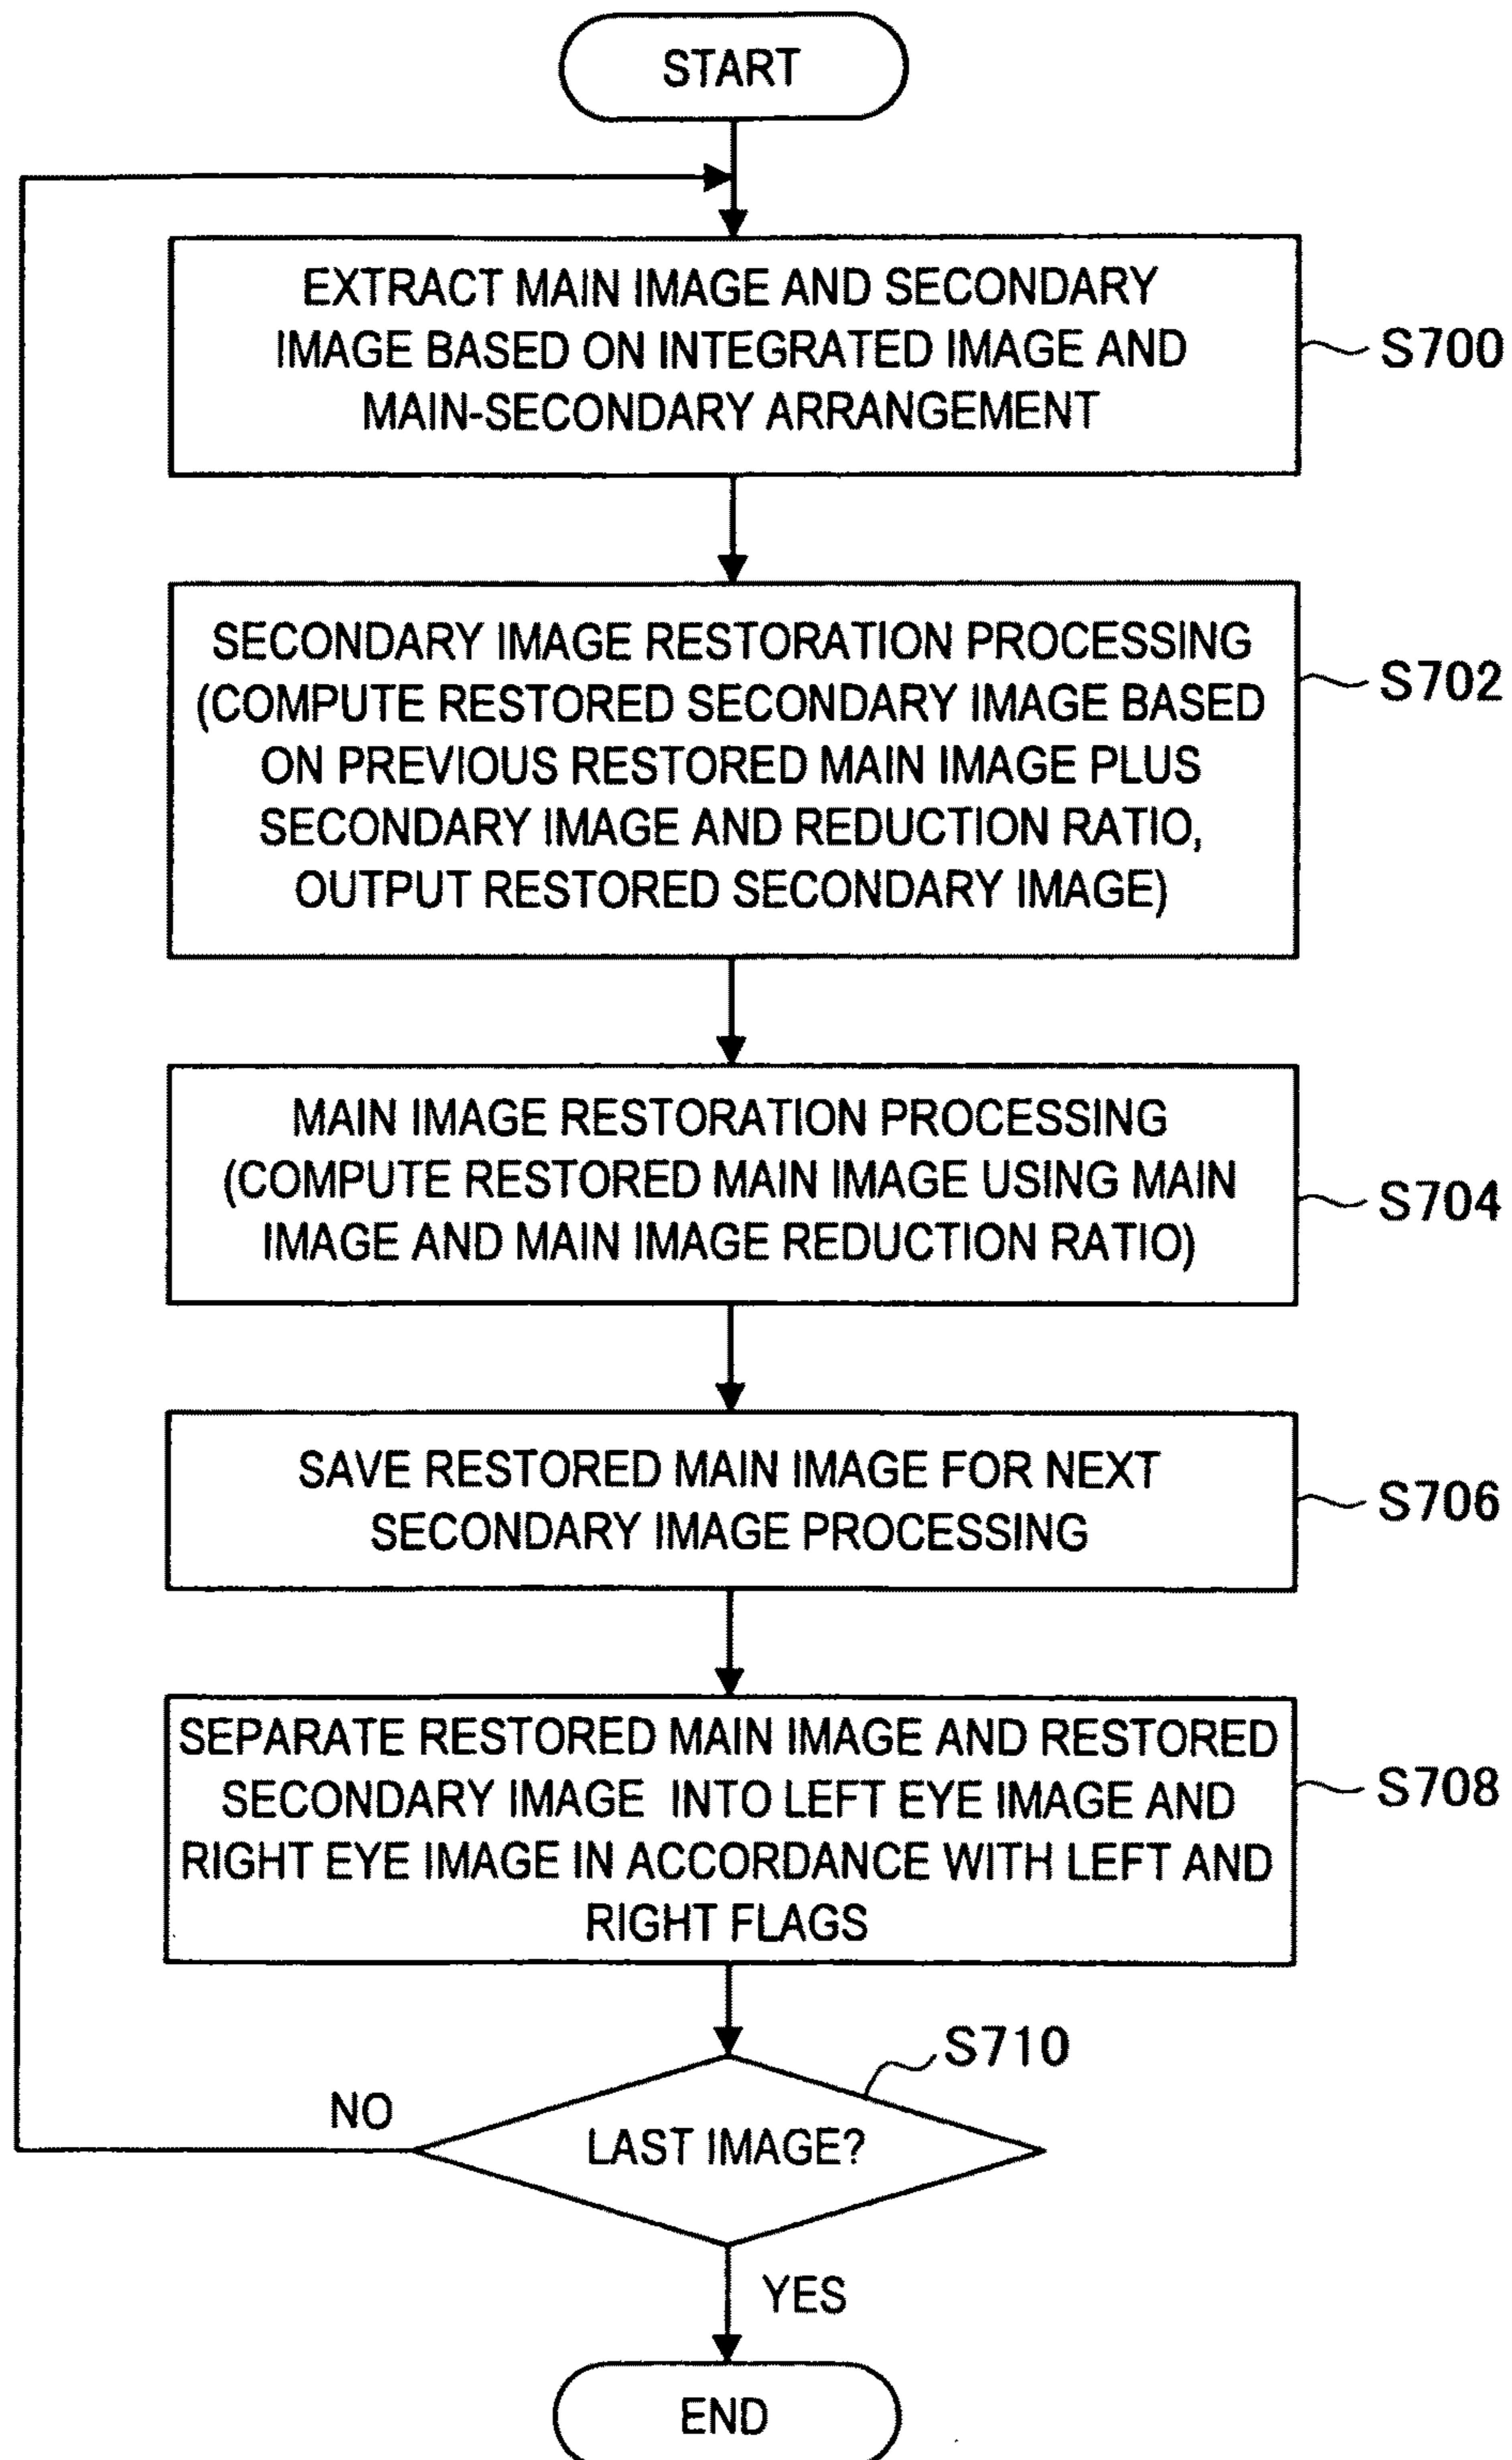 START
EXTRACT MAIN IMAGE AND SECONDARY
IMAGE BASED ON INTEGRATED IMAGE AND
MAIN-SECONDARY ARRANGEMENT
S700
SECONDARY IMAGE RESTORATION PROCESSING
(COMPUTE RESTORED SECONDARY IMAGE BASED
ON PREVIOUS RESTORED MAIN IMAGE PLUS
SECONDARY IMAGE AND REDUCTION RATIO,
OUTPUT RESTORED SECONDARY IMAGE)
S702
MAIN IMAGE RESTORATION PROCESSING
(COMPUTE RESTORED MAIN IMAGE USING MAIN
IMAGE AND MAIN IMAGE REDUCTION RATIO)
S704
SAVE RESTORED MAIN IMAGE FOR NEXT
SECONDARY IMAGE PROCESSING
S706
SEPARATE RESTORED MAIN IMAGE AND RESTORED
SECONDARY IMAGE INTO LEFT EYE IMAGE AND
RIGHT EYE IMAGE IN ACCORDANCE WITH LEFT AND
RIGHT FLAGS
S708
S710
NO
LAST IMAGE?
YES
END